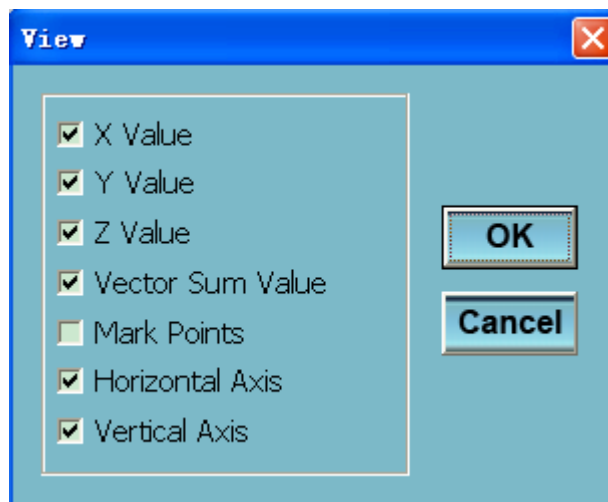 View
X Value
Y Value
Z Value
Vector Sum Value
Mark Points
Horizontal Axis
Vertical Axis
OK
Cancel